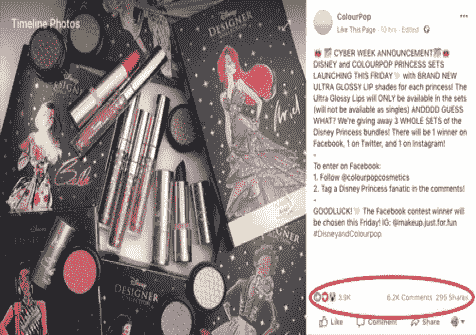 Timeline Photos
ColourPop
Like This Page · 10 hrs · Edited ·
CYBER WEEK ANNOUNCEMENT
DISNEY and COLOURPOP PRINCESS SETS
LAUNCHING THIS FRIDAY with BRAND NEW
ULTRA GLOSSY LIP shades for each princess! The
Ultra Glossy Lips will ONLY be available in the sets
(will not be available as singles) ANDDDD GUESS
WHAT? We're giving away 3 WHOLE SETS of the
Disney Princess bundles! There will be 1 winner on
Facebook, 1 on Twitter, and 1 on Instagram!
-
To enter on Facebook:
1. Follow @colourpopcosmetics
2. Tag a Disney Princess fanatic in the comments!
-
GOODLUCK! The Facebook contest winner will
be chosen this Friday! IG: @makeup.just.for.fun
#DisneyandColourpop
3.9K 6.2K Comments 295 Shares
Like Comment Share
Disney
DESIGNER
COLLECTION
Ariel
Disney
DESIGNER